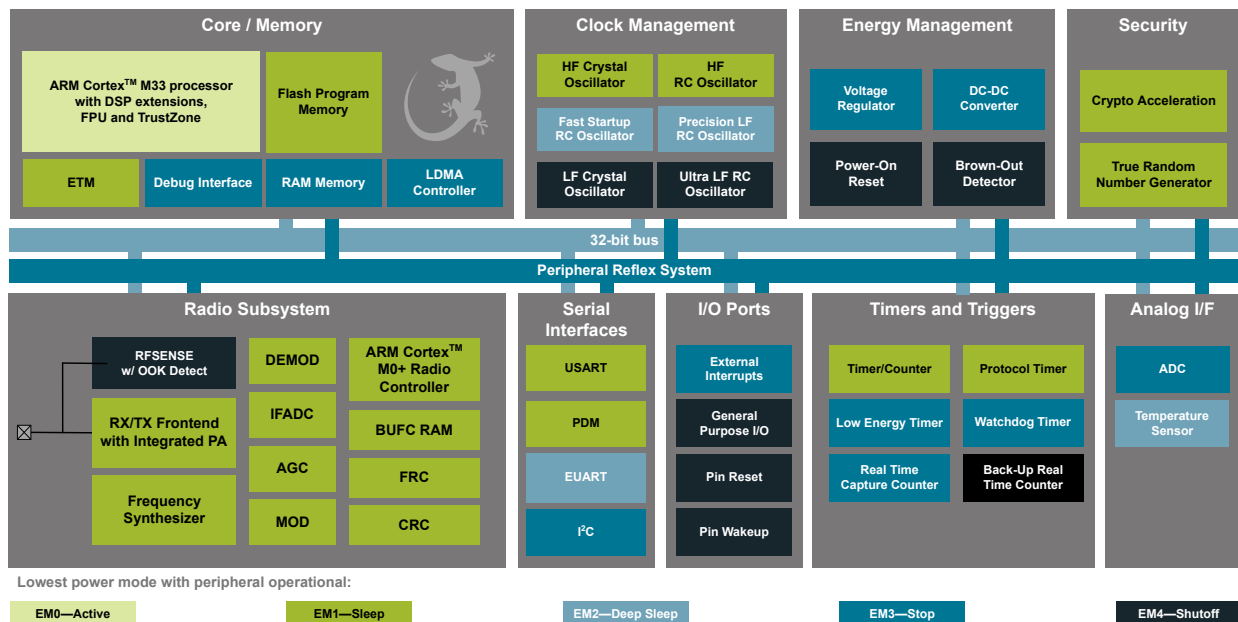 Core / Memory
ARM Cortex™ M33 processor
with DSP extensions,
FPU and TrustZone
Flash Program
Memory
ETM
Debug Interface
RAM Memory
LDMA
Controller
Clock Management
HF Crystal
Oscillator
HF
RC Oscillator
Fast Startup
RC Oscillator
Precision LF
RC Oscillator
LF Crystal
Oscillator
Ultra LF RC
Oscillator
Energy Management
Voltage
Regulator
DC-DC
Converter
Power-On
Reset
Brown-Out
Detector
Security
Crypto Acceleration
True Random
Number Generator
32-bit bus
Peripheral Reflex System
Radio Subsystem
RFSENSE
w/ OOK Detect
RX/TX Frontend
with Integrated PA
Frequency
Synthesizer
DEMOD
IFADC
AGC
MOD
ARM Cortex™
M0+ Radio
Controller
BUFC RAM
FRC
CRC
Serial
Interfaces
USART
PDM
EUART
I²C
I/O Ports
External
Interrupts
General
Purpose I/O
Pin Reset
Pin Wakeup
Timers and Triggers
Timer/Counter
Protocol Timer
Low Energy Timer
Watchdog Timer
Real Time
Capture Counter
Back-Up Real
Time Counter
Analog I/F
ADC
Temperature
Sensor
Lowest power mode with peripheral operational:
EM0—Active
EM1—Sleep
EM2—Deep Sleep
EM3—Stop
EM4—Shutoff